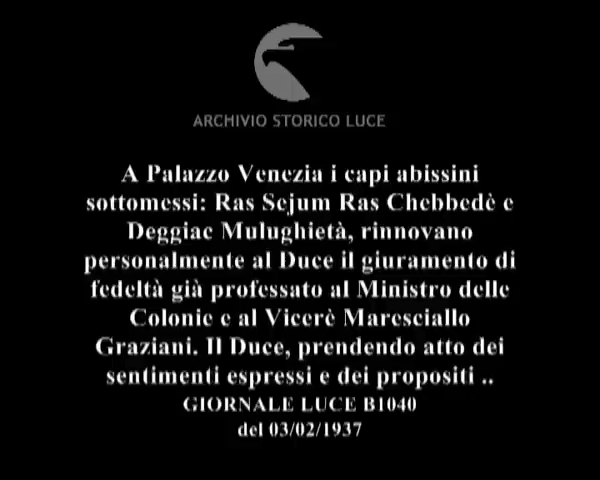 ARCHIVIO STORICO LUCE
A Palazzo Venezia i capi abissini
sottomessi: Ras Sejum Ras Chebbedè e
Deggiac Mulughietà, rinnovano
personalmente al Duce il giuramento di
fedeltà già professato al Ministro delle
Colonie e al Vicerè Maresciallo
Graziani. Il Duce, prendendo atto dei
sentimenti espressi e dei propositi ..
GIORNALE LUCE B1040
del 03/02/1937